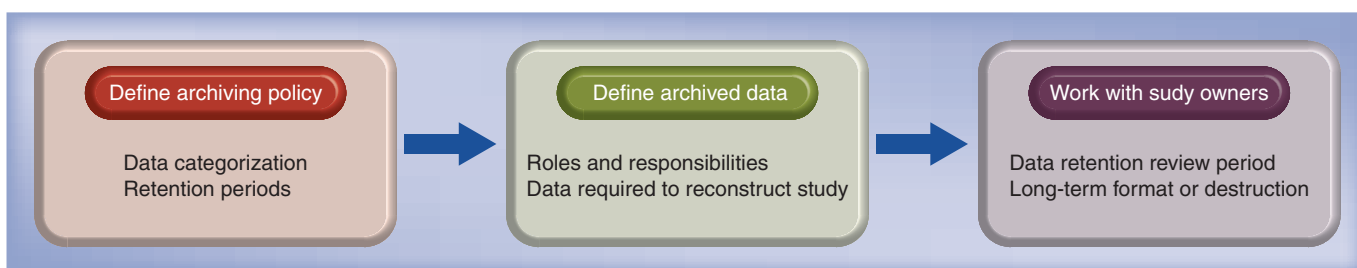 Define archiving policy
Data categorization
Retention periods
Define archived data
Roles and responsibilities
Data required to reconstruct study
Work with sudy owners
Data retention review period
Long-term format or destruction